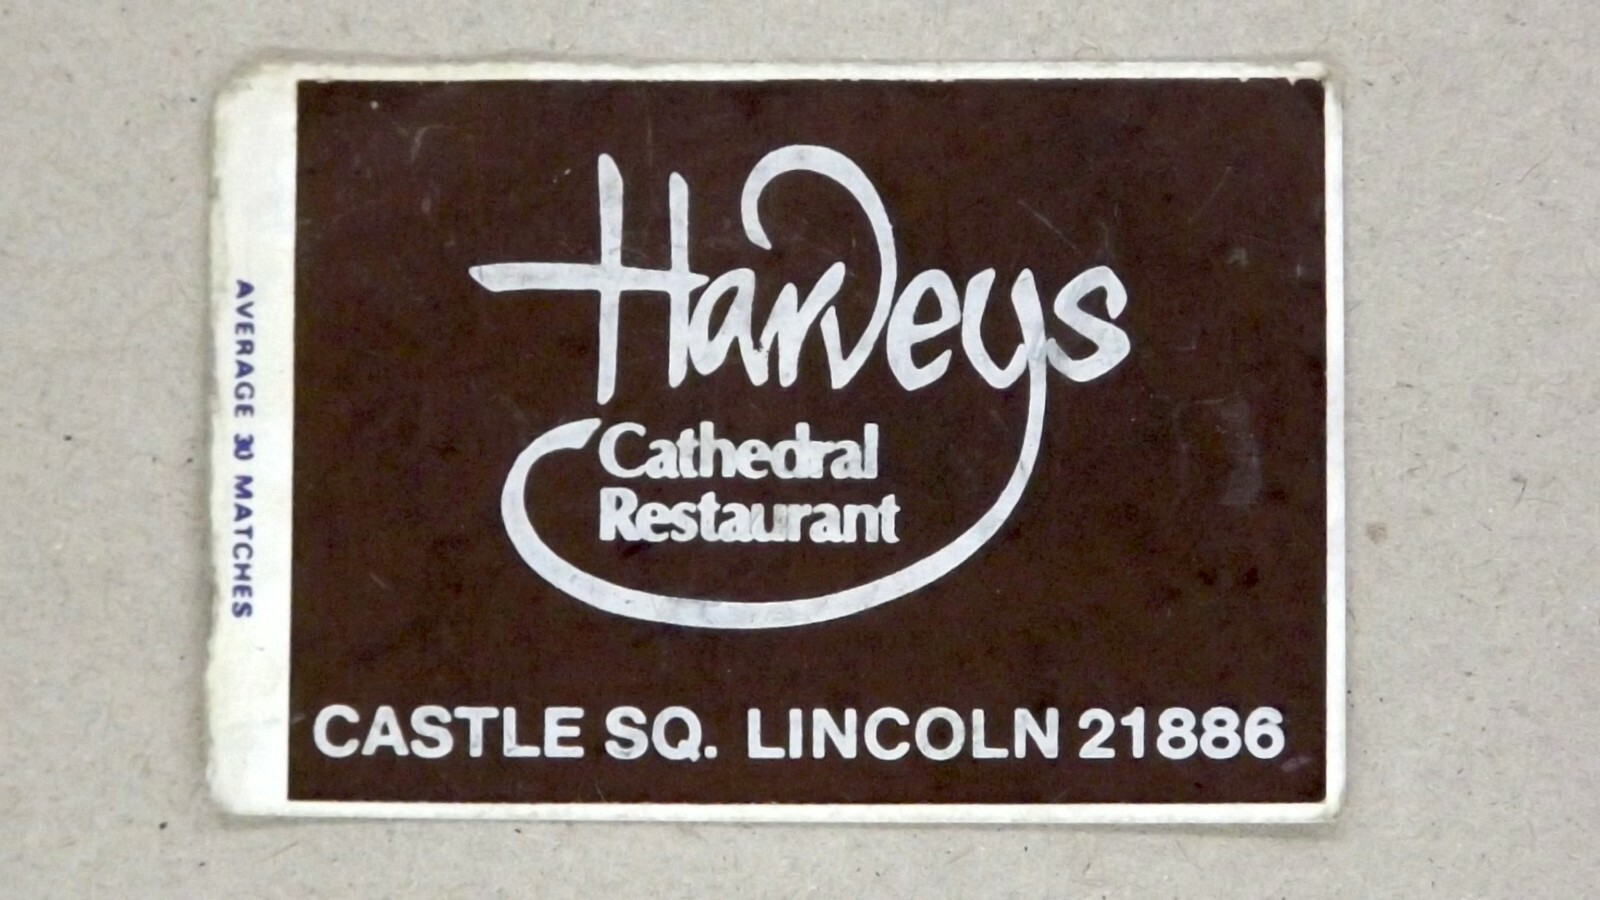 Harveys
Cathedral
Restaurant
CASTLE SQ. LINCOLN 21886
AVERAGE 30 MATCHES